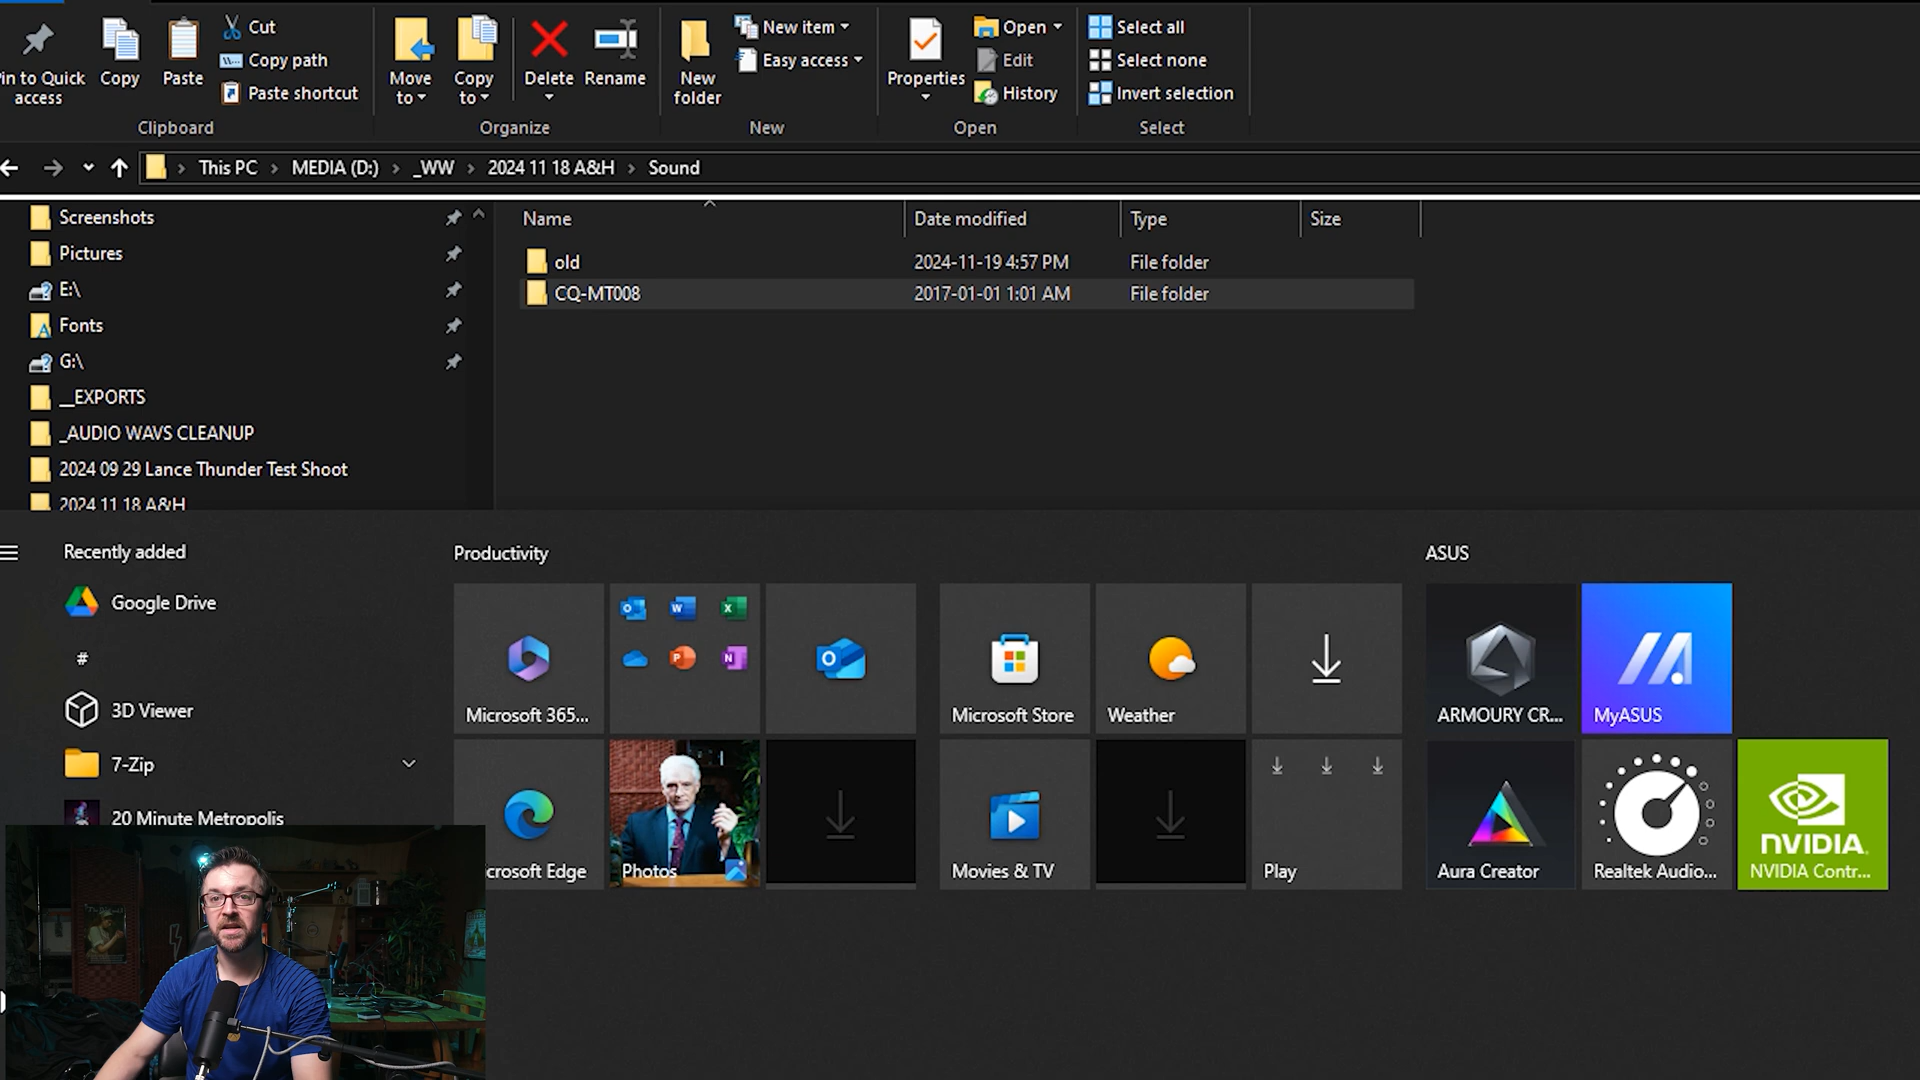 in to Quick
access
Copy
Paste
Cut
Copy path
Paste shortcut
Clipboard
Move
to
Copy
to
Delete
Rename
Organize
New
folder
New item
Easy access
New
Properties
Open
Edit
History
Open
Select all
Select none
Invert selection
Select
This PC > MEDIA (D:) > _WW > 2024 11 18 A&H > Sound
Screenshots
Pictures
E:\
Fonts
G:\
__EXPORTS
_AUDIO WAVS CLEANUP
2024 09 29 Lance Thunder Test Shoot
2024 11 18 A&H
Name Date modified Type Size
old 2024-11-19 4:57 PM File folder
CQ-MT008 2017-01-01 1:01 AM File folder
Recently added
Google Drive
#
3D Viewer
7-Zip
20 Minute Metropolis
Productivity
Microsoft 365...
Microsoft Store
Weather
crosoft Edge
Photos
Movies & TV
Play
ASUS
ARMOURY CR...
MyASUS
Aura Creator
Realtek Audio...
NVIDIA.
NVIDIA Contr...